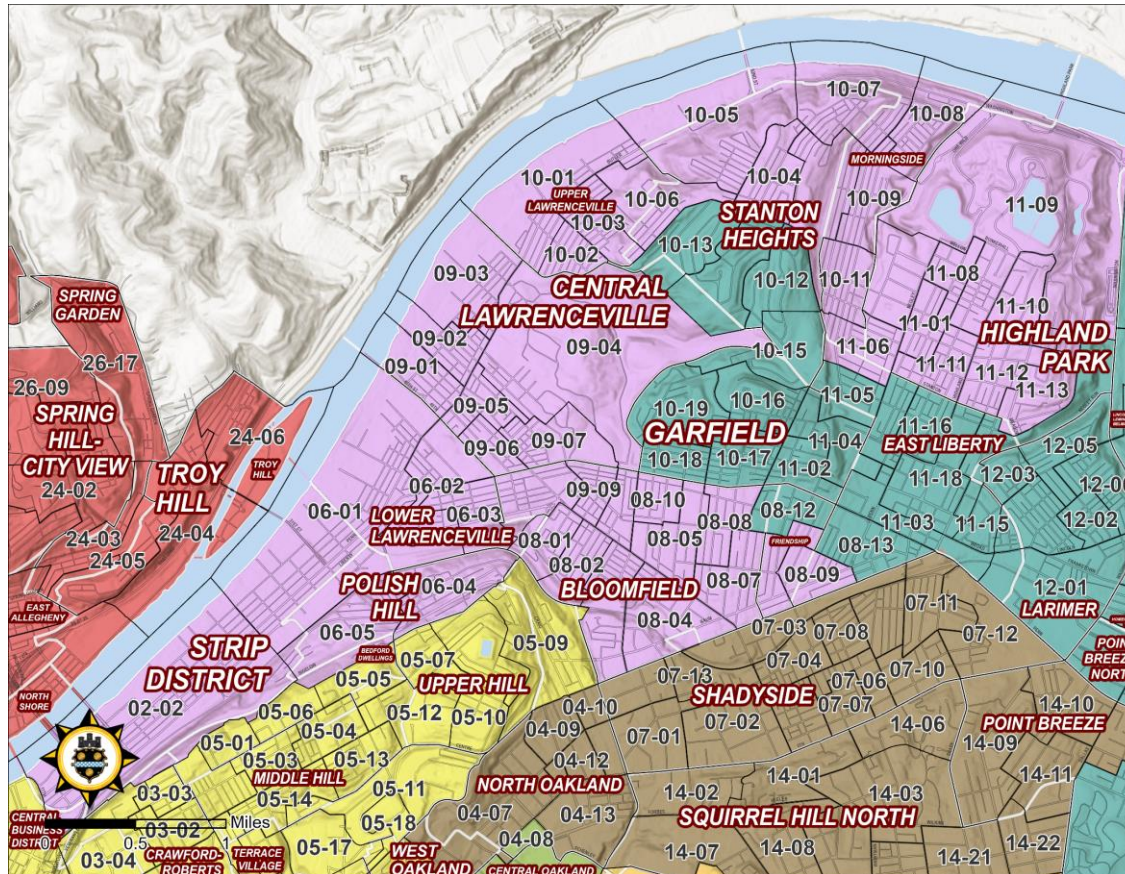 10-07
10-05
10-08
MORNINGSIDE
10-01
10-04
UPPER
LAWRENCEVILLE
10-06
10-09
11-09
10-03
STANTON
HEIGHTS
10-13
10-02
09-03
10-12
10-11
11-08
CENTRAL
LAWRENCEVILLE
SPRING
GARDEN
11-10
11-01
HIGHLAND
PARK
09-02
09-04
10-15
11-06
26-17
09-01
11-11
11-12
26-09
11-13
11-05
SPRING
HILL-
CITY VIEW
09-05
10-19
10-16
24-06
11-16
GARFIELD
EAST LIBERTY
12-05
09-06
09-07
11-04
TROY
HILL
TROY
HILL
10-18
10-17
11-02
11-18
12-03
24-02
06-02
09-09
08-10
06-01
06-03
08-08
08-12
11-03
11-15
12-02
LOWER
LAWRENCEVILLE
24-04
24-03
08-01
08-05
FRIENDSHIP
08-13
24-05
08-02
POLISH
HILL
06-04
BLOOMFIELD
08-07
08-09
12-01
EAST
ALLEGHENY
07-11
LARIMER
08-04
06-05
07-03
07-08
07-12
STRIP
DISTRICT
BEDFORD
DWELLINGS
05-09
05-07
07-04
05-05
07-13
07-06
07-10
UPPER HILL
SHADYSIDE
NORTH
SHORE
02-02
05-06
05-12
05-10
04-10
07-07
14-10
07-02
14-06
POINT BREEZE
05-04
04-09
07-01
14-09
05-01
05-03
05-13
04-12
MIDDLE HILL
NORTH OAKLAND
14-01
14-11
03-03
05-11
14-02
14-03
05-14
04-07
04-13
SQUIRREL HILL NORTH
0 0.5 1 Miles
CENTRAL
BUSINESS
DISTRICT
03-02
05-18
04-08
14-22
05-17
03-04
CRAWFORD-
ROBERTS
TERRACE
VILLAGE
WEST
OAKLAND
14-07
14-08
14-21
CENTRAL OAKLAND